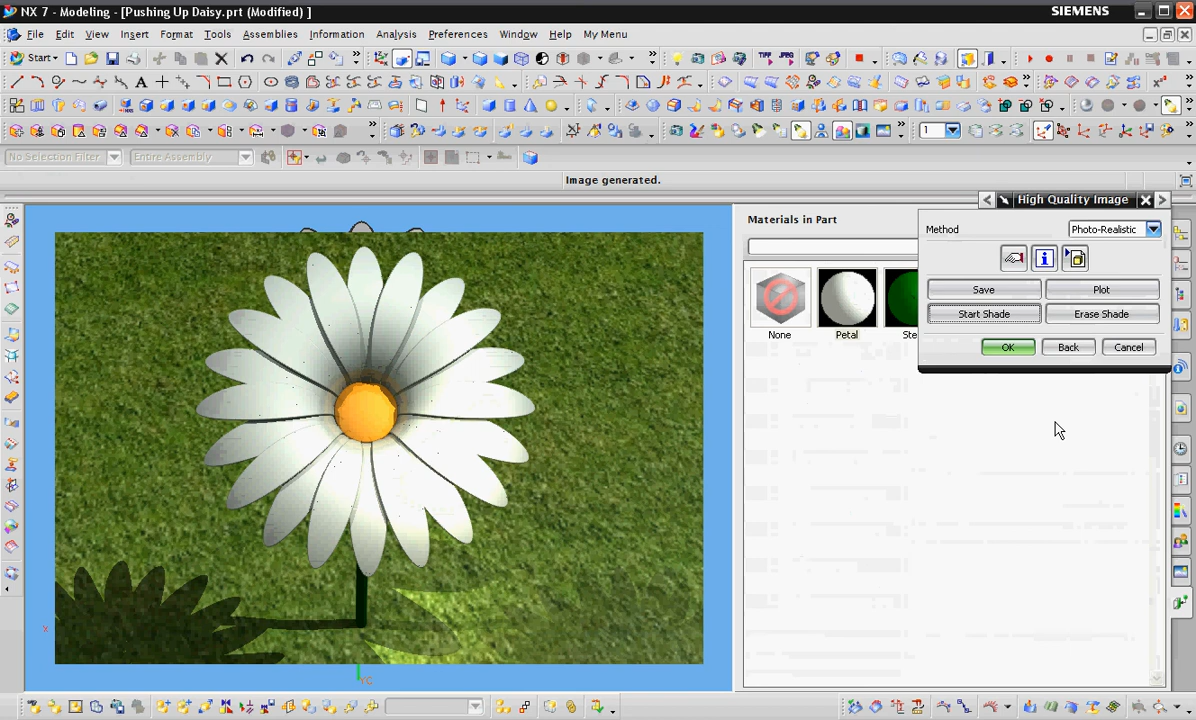 NX 7 - Modeling - [Pushing Up Daisy.prt (Modified) ]
SIEMENS
File Edit View Insert Format Tools Assemblies Information Analysis Preferences Window Help My Menu
Start
No Selection Filter Entire Assembly
1
Image generated.
High Quality Image
Materials in Part
Method Photo-Realistic
Save Plot
Start Shade Erase Shade
None Petal Ste
OK Back Cancel
X
YC